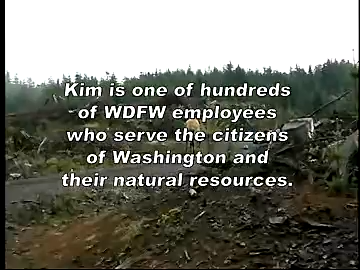 Kim is one of hundreds
of WDFW employees
who serve the citizens
of Washington and
their natural resources.